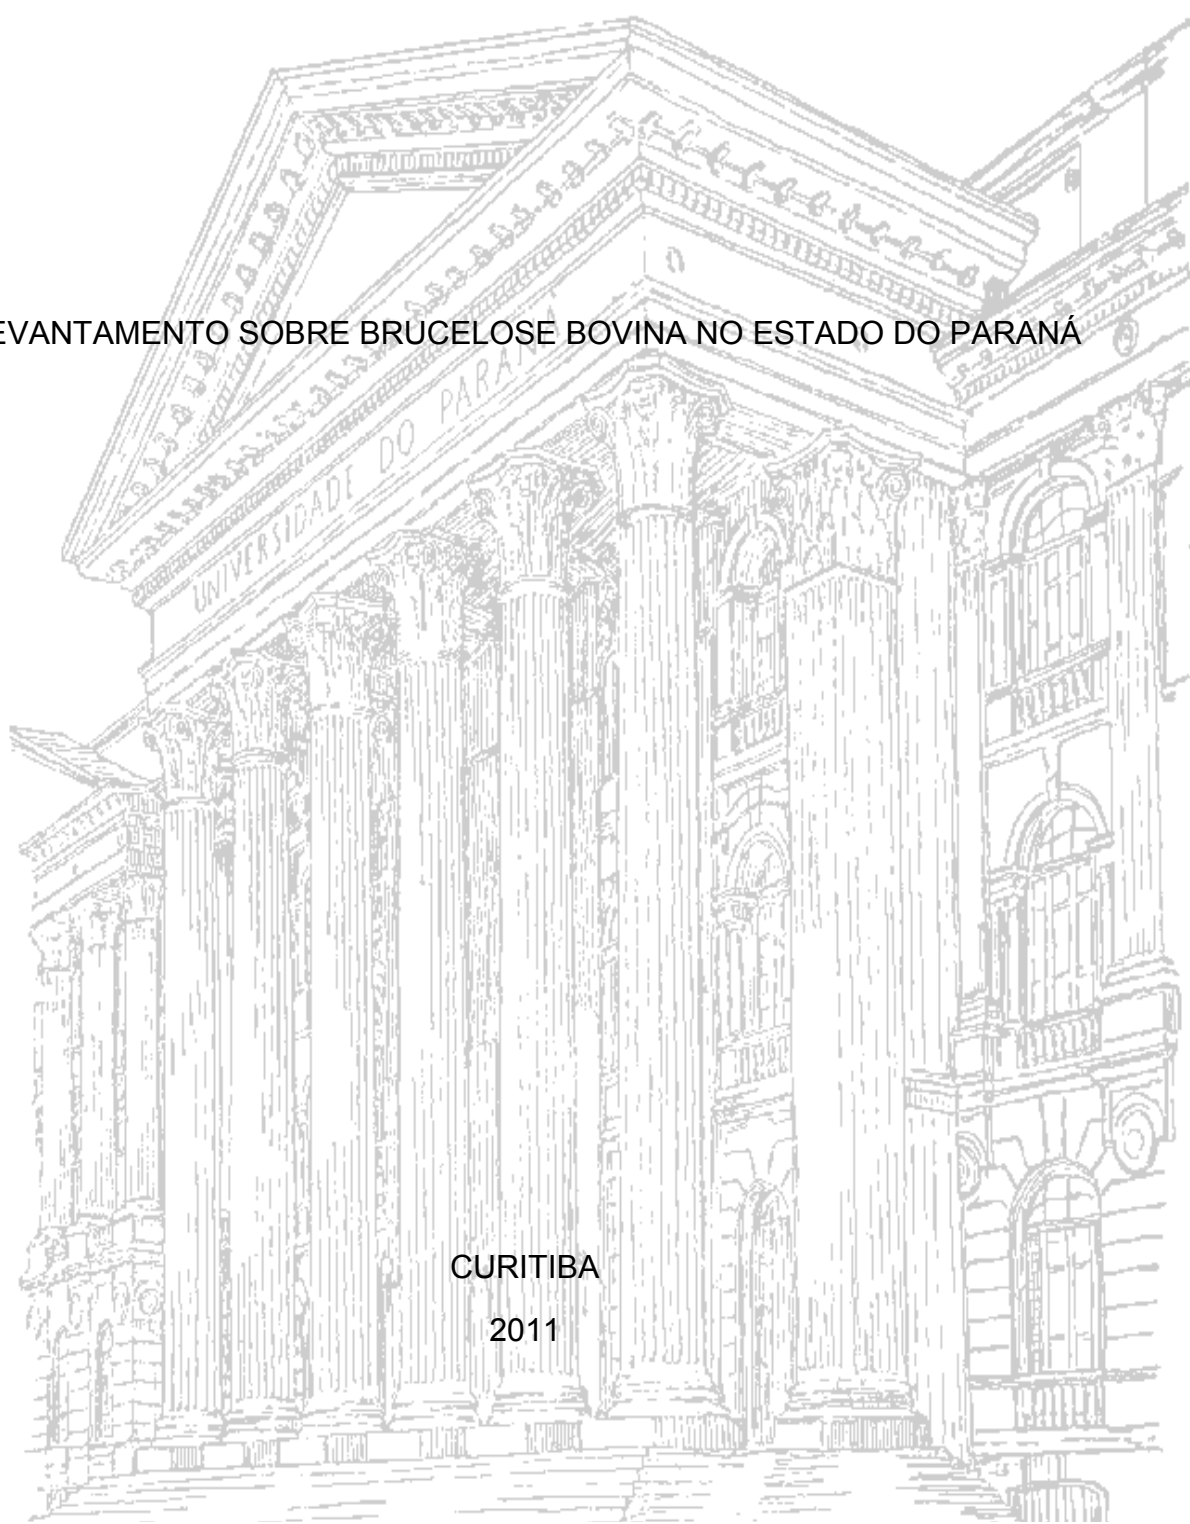 EVANTAMENTO SOBRE BRUCELOSE BOVINA NO ESTADO DO PARANÁ
UNIVERSIDADE DO PARANÁ
CURITIBA
2011